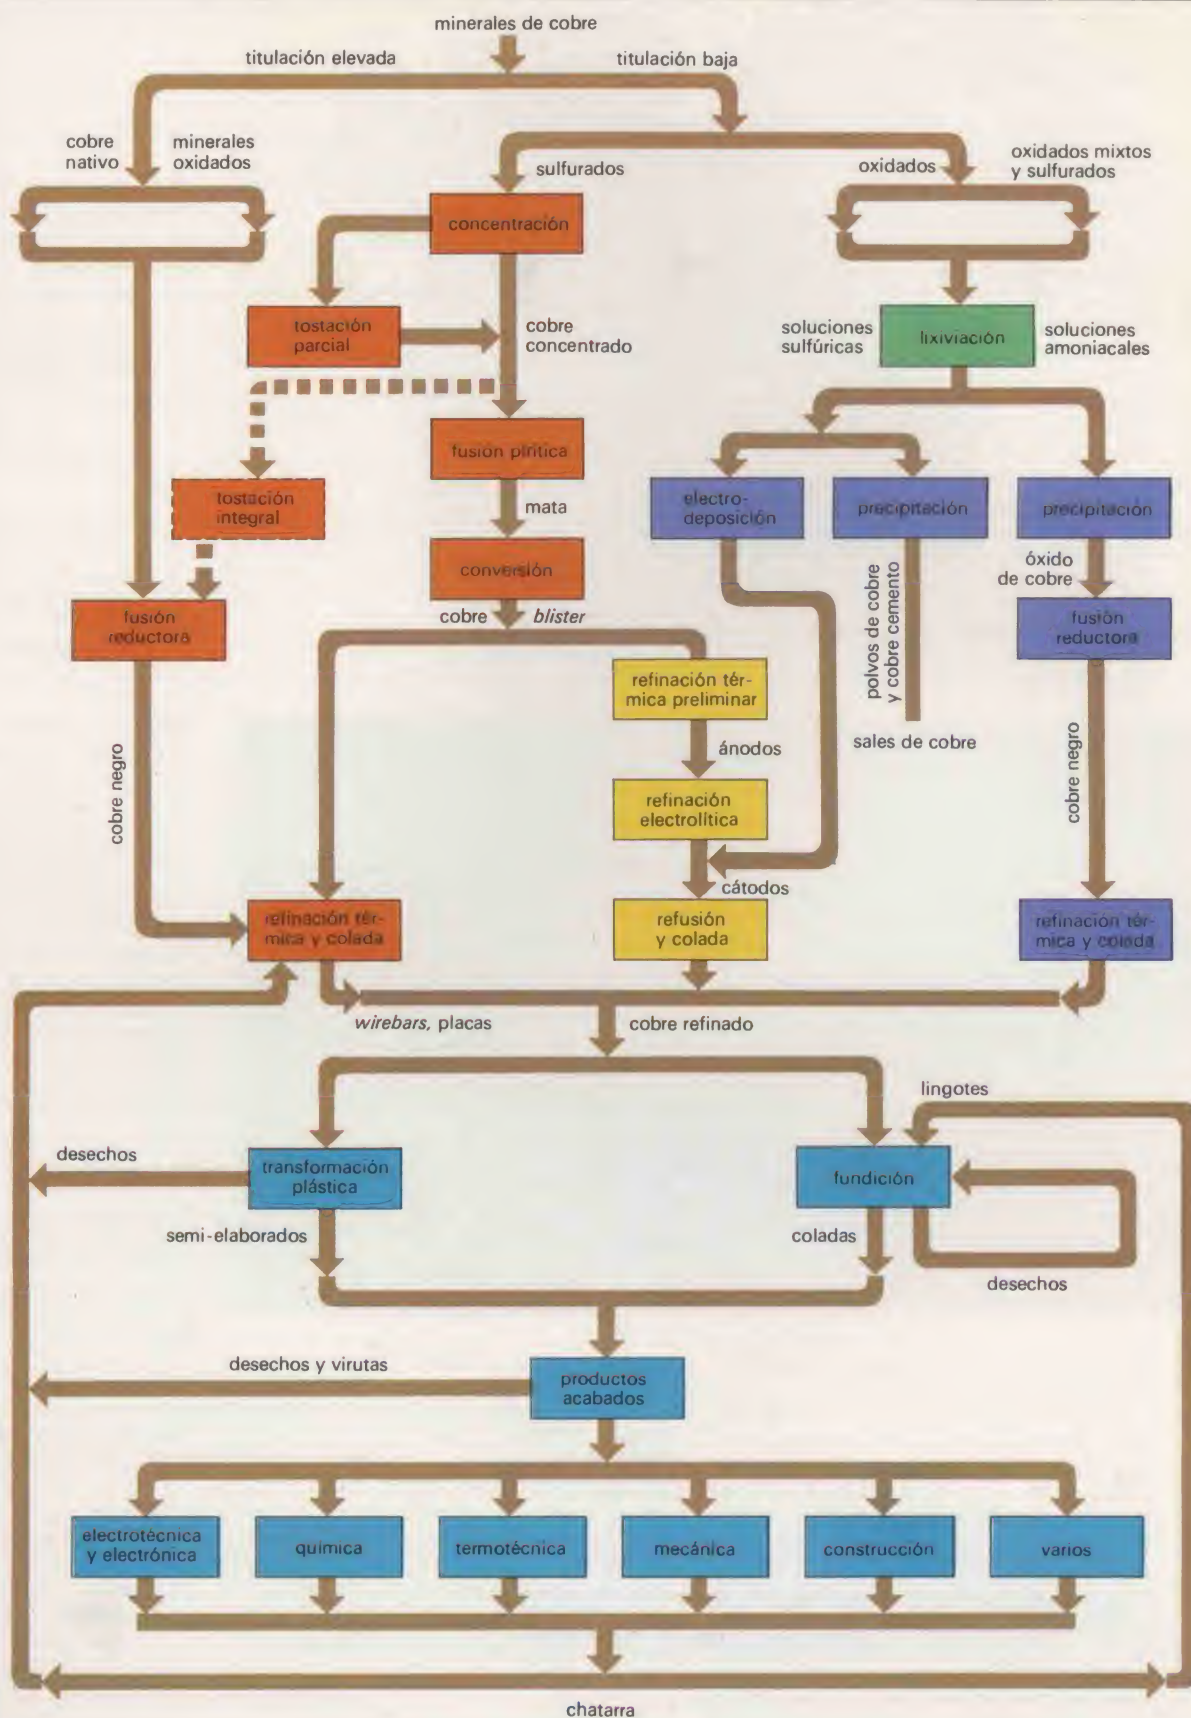 minerales de cobre
titulación elevada
titulación baja
cobre
nativo
minerales
oxidados
sulfurados
oxidados
oxidados mixtos
y sulfurados
concentración
tostación
parcial
cobre
concentrado
soluciones
sulfúricas
lixiviación
soluciones
amoniacales
fusión pirítica
tostación
integral
mata
electro-
deposición
precipitación
precipitación
conversión
óxido
de cobre
cobre blister
polvos de cobre
y cobre cemento
fusión
reductora
fusión
reductora
refinación tér-
mica preliminar
sales de cobre
ánodos
cobre negro
cobre negro
refinación
electrolítica
cátodos
refinación tér-
mica y colada
refusión
y colada
refinación tér-
mica y colada
wirebars, placas
cobre refinado
lingotes
desechos
transformación
plástica
fundición
semi-elaborados
coladas
desechos
desechos y virutas
productos
acabados
electrotécnica
y electrónica
química
termotécnica
mecánica
construcción
varios
chatarra